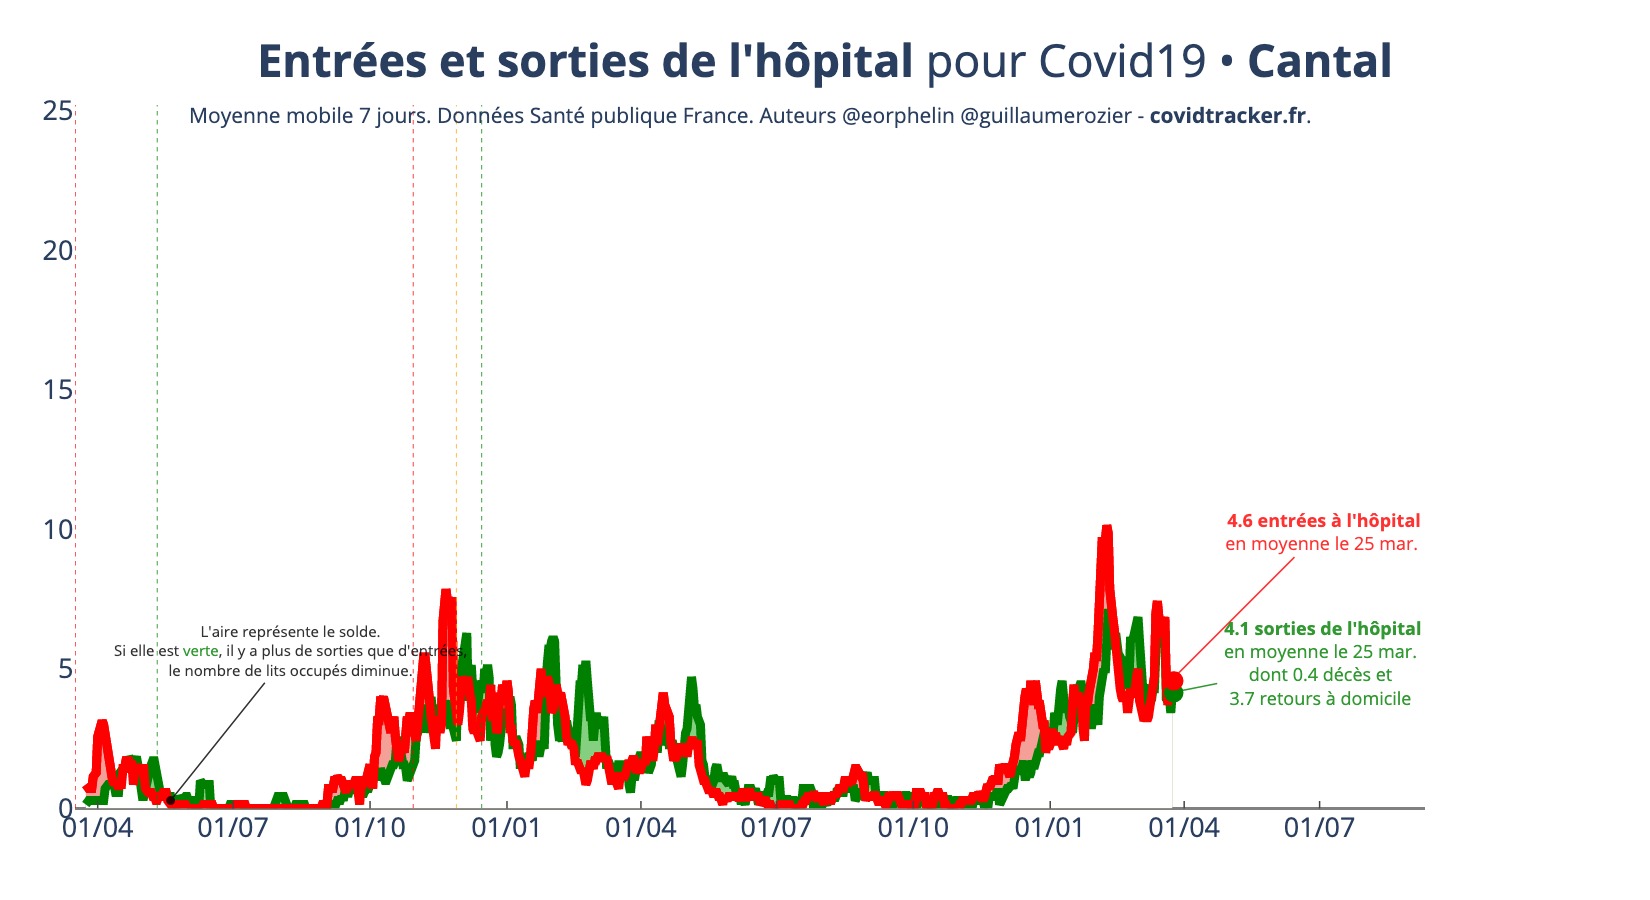 Entrées et sorties de l'hôpital pour Covid19 • Cantal
Moyenne mobile 7 jours. Données Santé publique France. Auteurs @eorphelin @guillaumerozier - covidtracker.fr.
25
20
15
10
5
0
4.6 entrées à l'hôpital
en moyenne le 25 mar.
4.1 sorties de l'hôpital
en moyenne le 25 mar.
dont 0.4 décès et
3.7 retours à domicile
L'aire représente le solde.
Si elle est verte, il y a plus de sorties que d'entrées,
le nombre de lits occupés diminue.
01/04 01/07 01/10 01/01 01/04 01/07 01/10 01/01 01/04 01/07